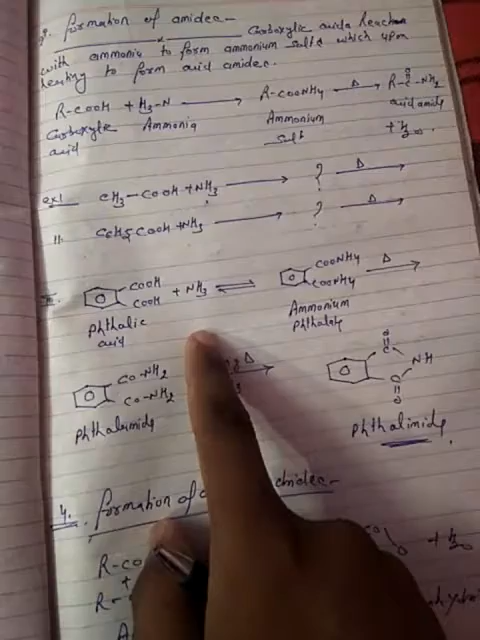 Formation of amides-
Carboxylic acids reacts
with ammonia to form ammonium salts which upon
heating to form acid amides.
R-COOH + H3-N → R-COONH4 —Δ→ R-C-NH2
O
Carboxylic acid Ammonia Ammonium salt acid amide
+ H2O.
ex! CH3-COOH + NH3 → ? —Δ→
II. C6H5COOH + NH3 → ? —Δ→
III. COOH COOH + NH3 ⇌ COONH4 COONH4 —Δ→
Phthalic acid Ammonium Phthalate
CO-NH2 CO-NH2 Δ → O C NH C O
Phthalamide Phthalimide
4. Formation of
R-CO
+
R-
+ H2O